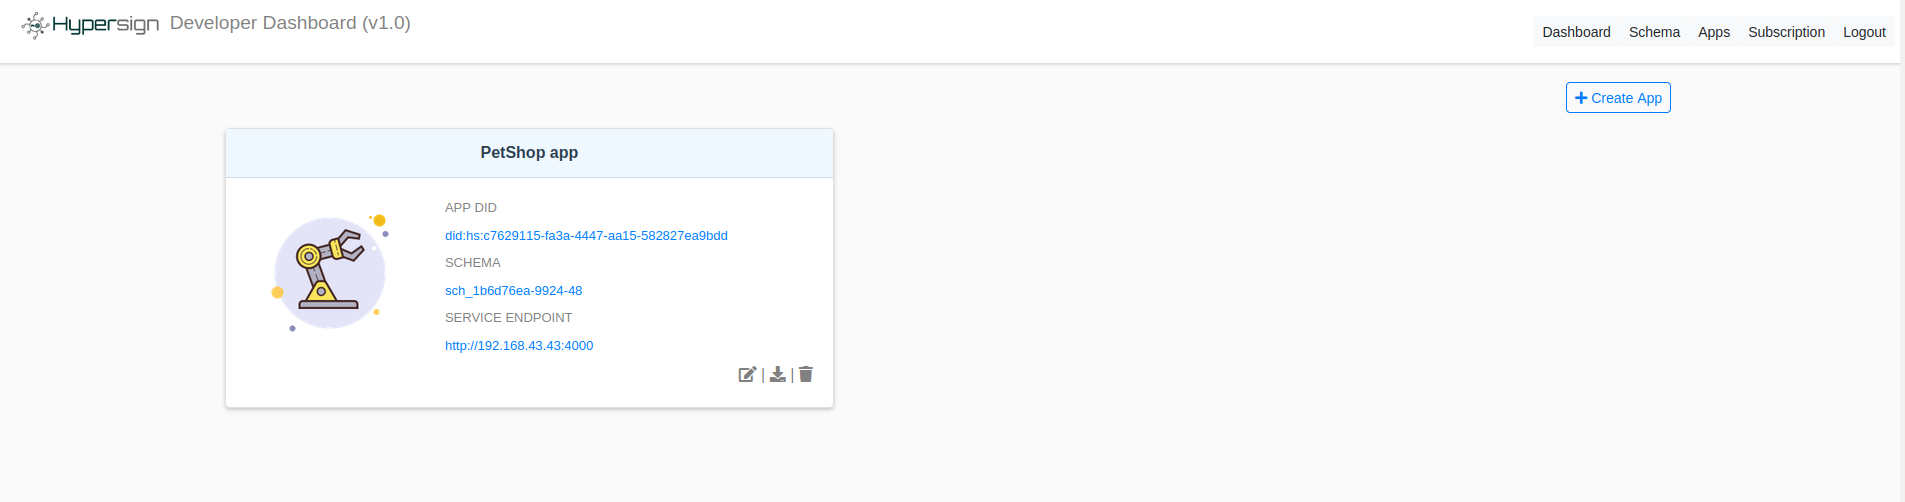 Hypersign Developer Dashboard (v1.0)
Dashboard Schema Apps Subscription Logout
Create App
PetShop app
APP DID
did:hs:c7629115-fa3a-4447-aa15-582827ea9bdd
SCHEMA
sch_1b6d76ea-9924-48
SERVICE ENDPOINT
http://192.168.43.43:4000
| |